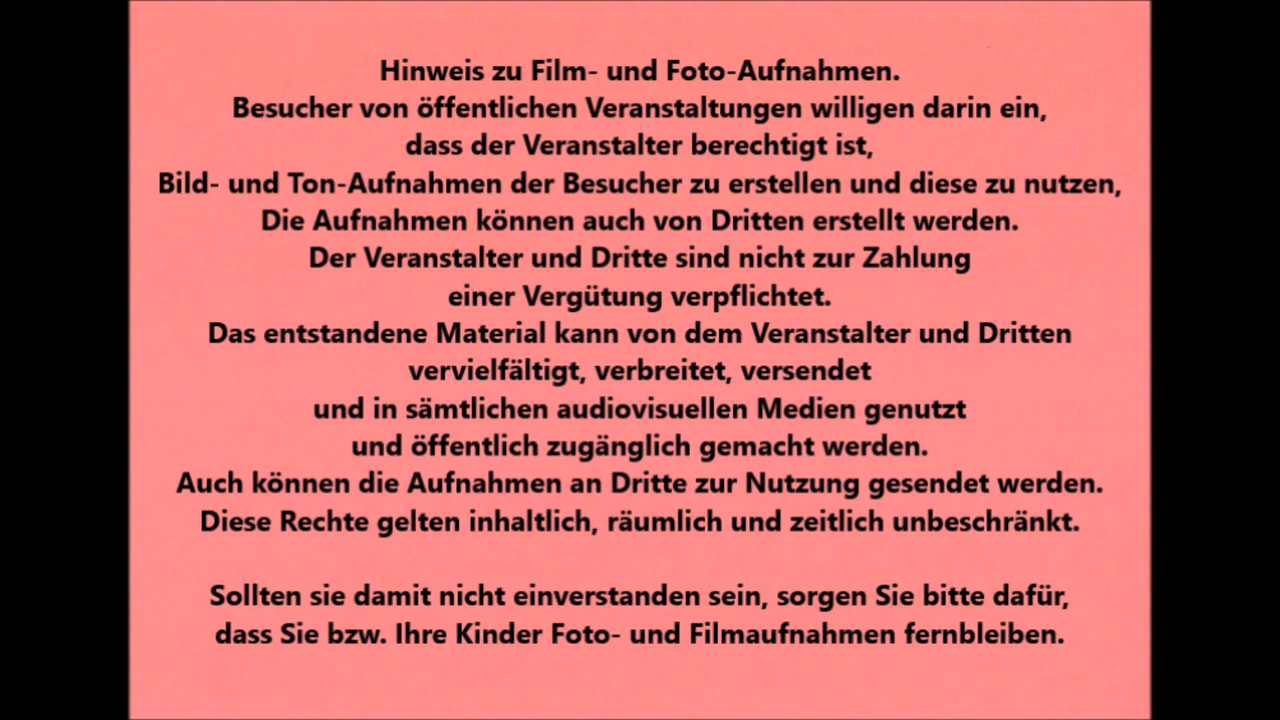 Hinweis zu Film- und Foto-Aufnahmen.
Besucher von öffentlichen Veranstaltungen willigen darin ein,
dass der Veranstalter berechtigt ist,
Bild- und Ton-Aufnahmen der Besucher zu erstellen und diese zu nutzen,
Die Aufnahmen können auch von Dritten erstellt werden.
Der Veranstalter und Dritte sind nicht zur Zahlung
einer Vergütung verpflichtet.
Das entstandene Material kann von dem Veranstalter und Dritten
vervielfältigt, verbreitet, versendet
und in sämtlichen audiovisuellen Medien genutzt
und öffentlich zugänglich gemacht werden.
Auch können die Aufnahmen an Dritte zur Nutzung gesendet werden.
Diese Rechte gelten inhaltlich, räumlich und zeitlich unbeschränkt.
Sollten sie damit nicht einverstanden sein, sorgen Sie bitte dafür,
dass Sie bzw. Ihre Kinder Foto- und Filmaufnahmen fernbleiben.